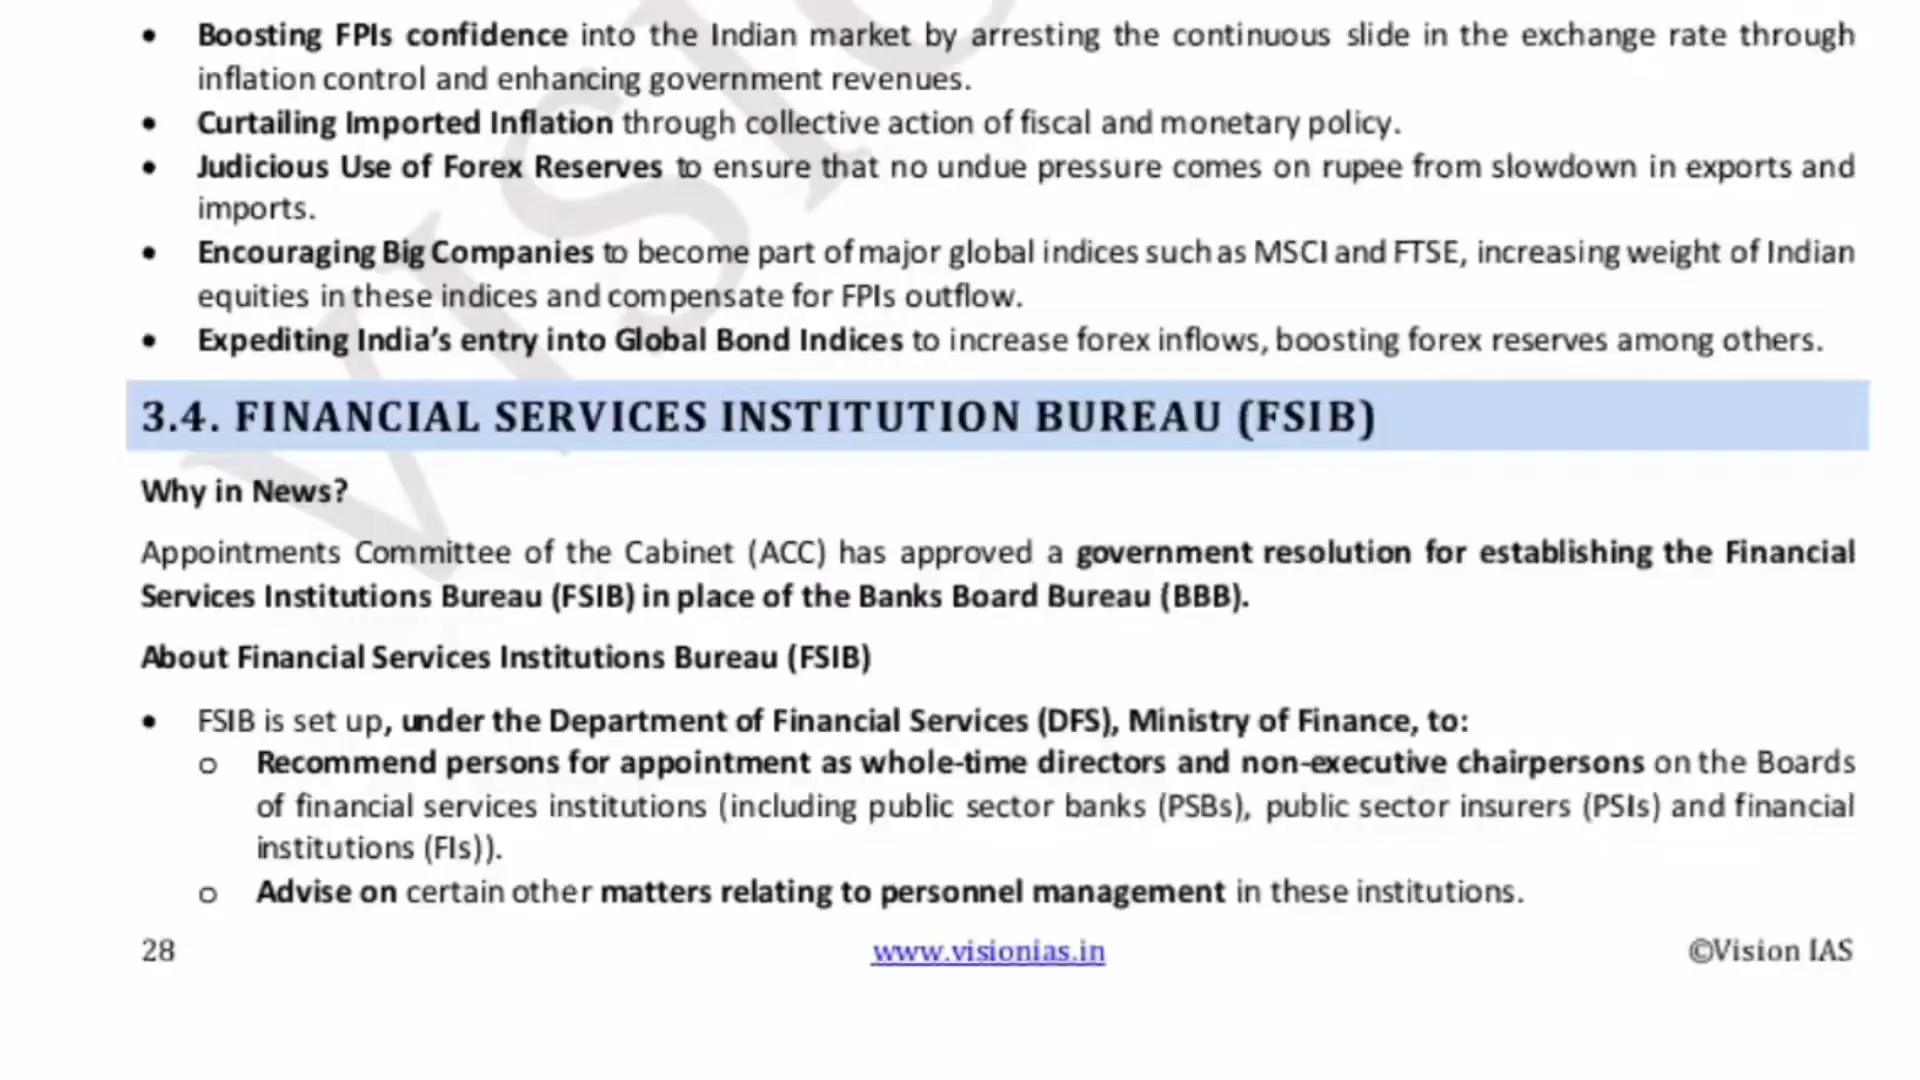 • Boosting FPIs confidence into the Indian market by arresting the continuous slide in the exchange rate through
inflation control and enhancing government revenues.
• Curtailing Imported Inflation through collective action of fiscal and monetary policy.
• Judicious Use of Forex Reserves to ensure that no undue pressure comes on rupee from slowdown in exports and
imports.
• Encouraging Big Companies to become part of major global indices such as MSCI and FTSE, increasing weight of Indian
equities in these indices and compensate for FPIs outflow.
• Expediting India's entry into Global Bond Indices to increase forex inflows, boosting forex reserves among others.
3.4. FINANCIAL SERVICES INSTITUTION BUREAU (FSIB)
Why in News?
Appointments Committee of the Cabinet (ACC) has approved a government resolution for establishing the Financial
Services Institutions Bureau (FSIB) in place of the Banks Board Bureau (BBB).
About Financial Services Institutions Bureau (FSIB)
• FSIB is set up, under the Department of Financial Services (DFS), Ministry of Finance, to:
o Recommend persons for appointment as whole-time directors and non-executive chairpersons on the Boards
of financial services institutions (including public sector banks (PSBs), public sector insurers (PSIs) and financial
institutions (FIs)).
o Advise on certain other matters relating to personnel management in these institutions.
28 www.visionias.in ©Vision IAS
VISIO